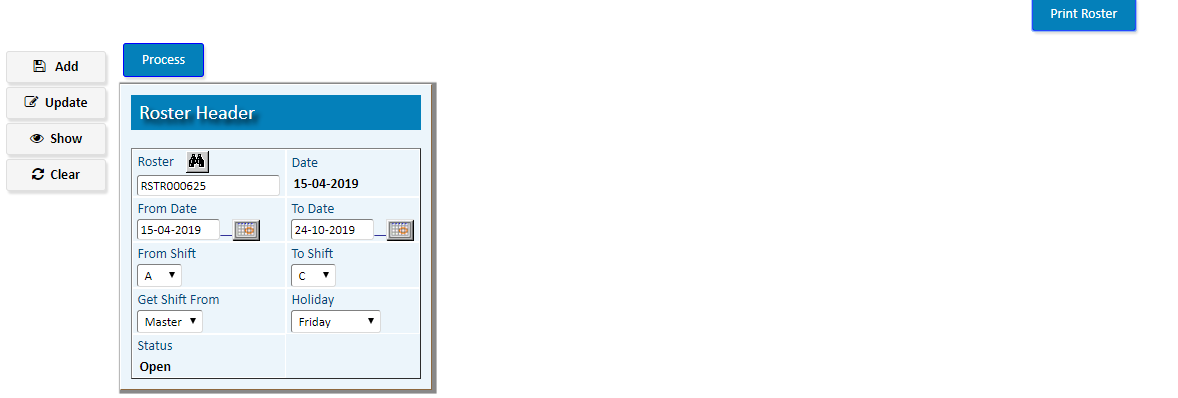 Print Roster
Process
Add
Update
Show
Clear
Roster Header
Roster
Date
RSTR000625
15-04-2019
From Date
To Date
15-04-2019
24-10-2019
From Shift
To Shift
A
C
Get Shift From
Holiday
Master
Friday
Status
Open